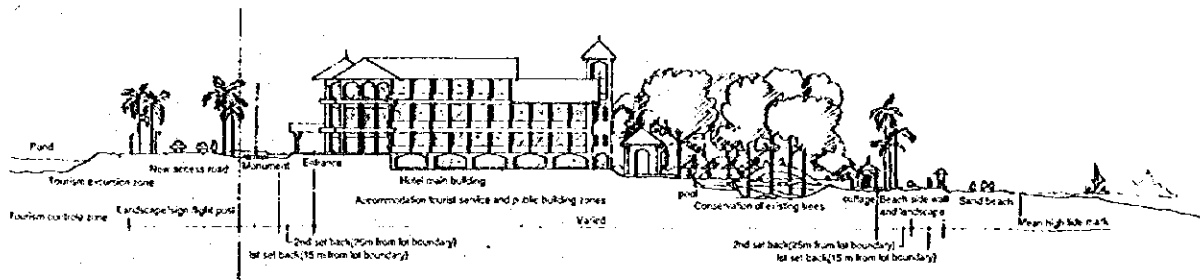 Pond
New access road
Monument
Entrance
Tourism excursion zone
Hotel main building
pool
cottage
Beach side wall
and landscape
Sand beach
Tourism controle zone
Landscape/sign/light post
Accommodation tourist service and public building zones
Conservation of existing trees
Mean high tide mark
Varied
2nd set back(25m from lot boundary)
1st set back(15 m from lot boundary)
2nd set back(25m from lot boundary)
1st set back(15 m from lot boundary)